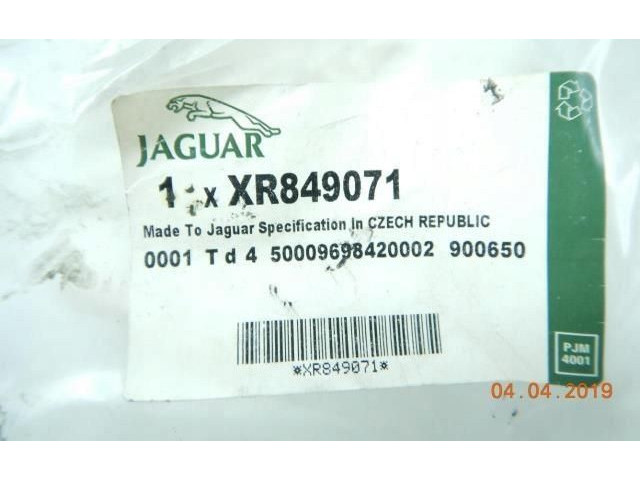 JAGUAR
1 x XR849071
Made To Jaguar Specification In CZECH REPUBLIC
0001 T d 4 50009698420002 900650
*XR849071*
PJM
4001
04.04.2019